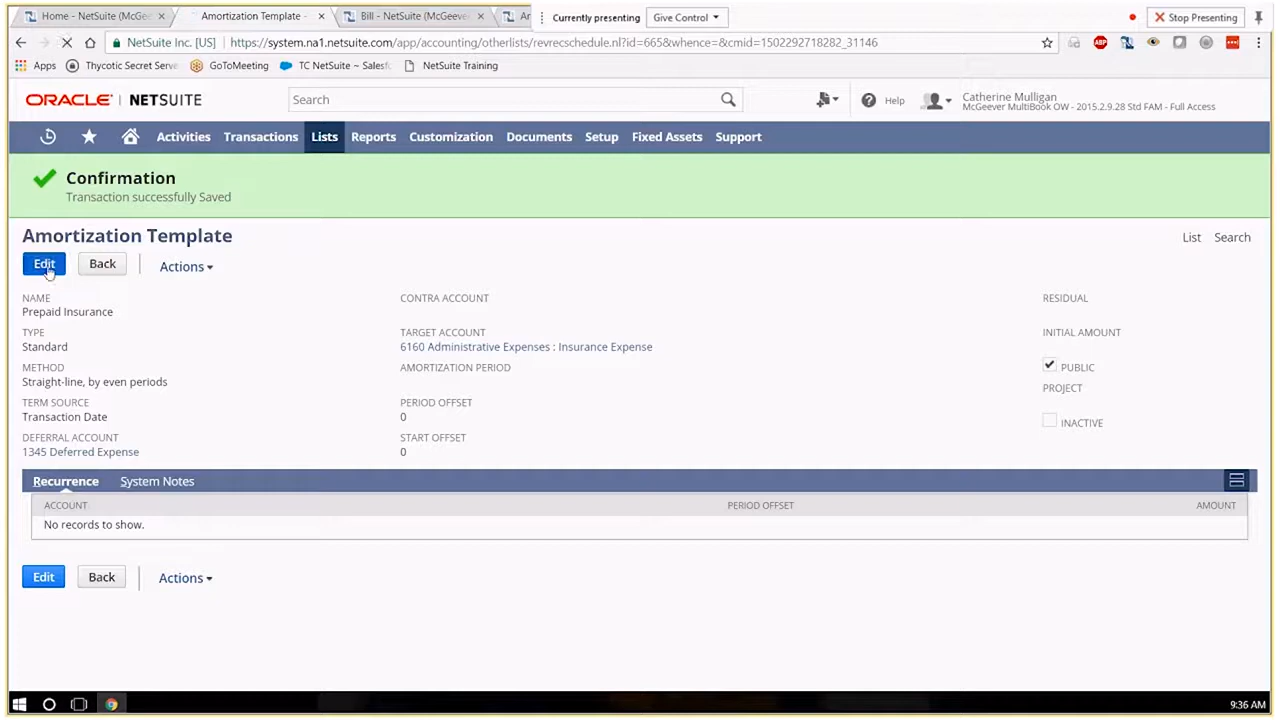 Home - NetSuite (McGee
Amortization Template -
Bill - NetSuite (McGeever
Ar
Currently presenting
Give Control
Stop Presenting
NetSuite Inc. [US]
https://system.na1.netsuite.com/app/accounting/otherlists/revrecschedule.nl?id=665&whence=&cmid=1502292718282_31146
ABP
Apps
Thycotic Secret Serve
GoToMeeting
TC NetSuite ~ Salesf
NetSuite Training
ORACLE | NETSUITE
Search
Help
Catherine Mulligan
McGeever MultiBook OW - 2015.2.9.28 Std FAM - Full Access
Activities Transactions Lists Reports Customization Documents Setup Fixed Assets Support
Confirmation
Transaction successfully Saved
Amortization Template
List Search
Edit Back Actions
NAME
Prepaid Insurance
TYPE
Standard
METHOD
Straight-line, by even periods
TERM SOURCE
Transaction Date
DEFERRAL ACCOUNT
1345 Deferred Expense
CONTRA ACCOUNT
TARGET ACCOUNT
6160 Administrative Expenses : Insurance Expense
AMORTIZATION PERIOD
PERIOD OFFSET
0
START OFFSET
0
RESIDUAL
INITIAL AMOUNT
PUBLIC
PROJECT
INACTIVE
Recurrence System Notes
ACCOUNT PERIOD OFFSET AMOUNT
No records to show.
Edit Back Actions
9:36 AM